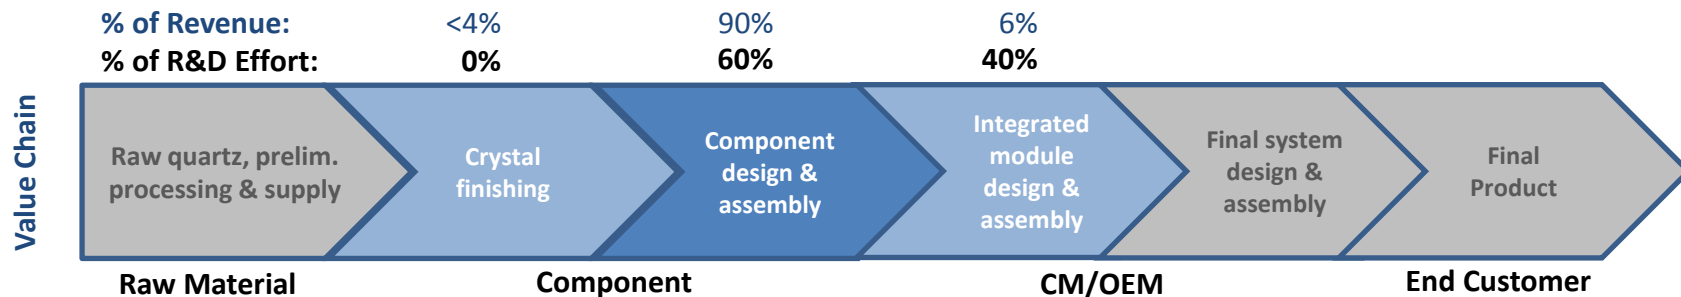 % of Revenue: <4% 90% 6%
% of R&D Effort: 0% 60% 40%
Value Chain
Raw quartz, prelim.
processing & supply
Crystal
finishing
Component
design &
assembly
Integrated
module
design &
assembly
Final system
design &
assembly
Final
Product
Raw Material Component CM/OEM End Customer